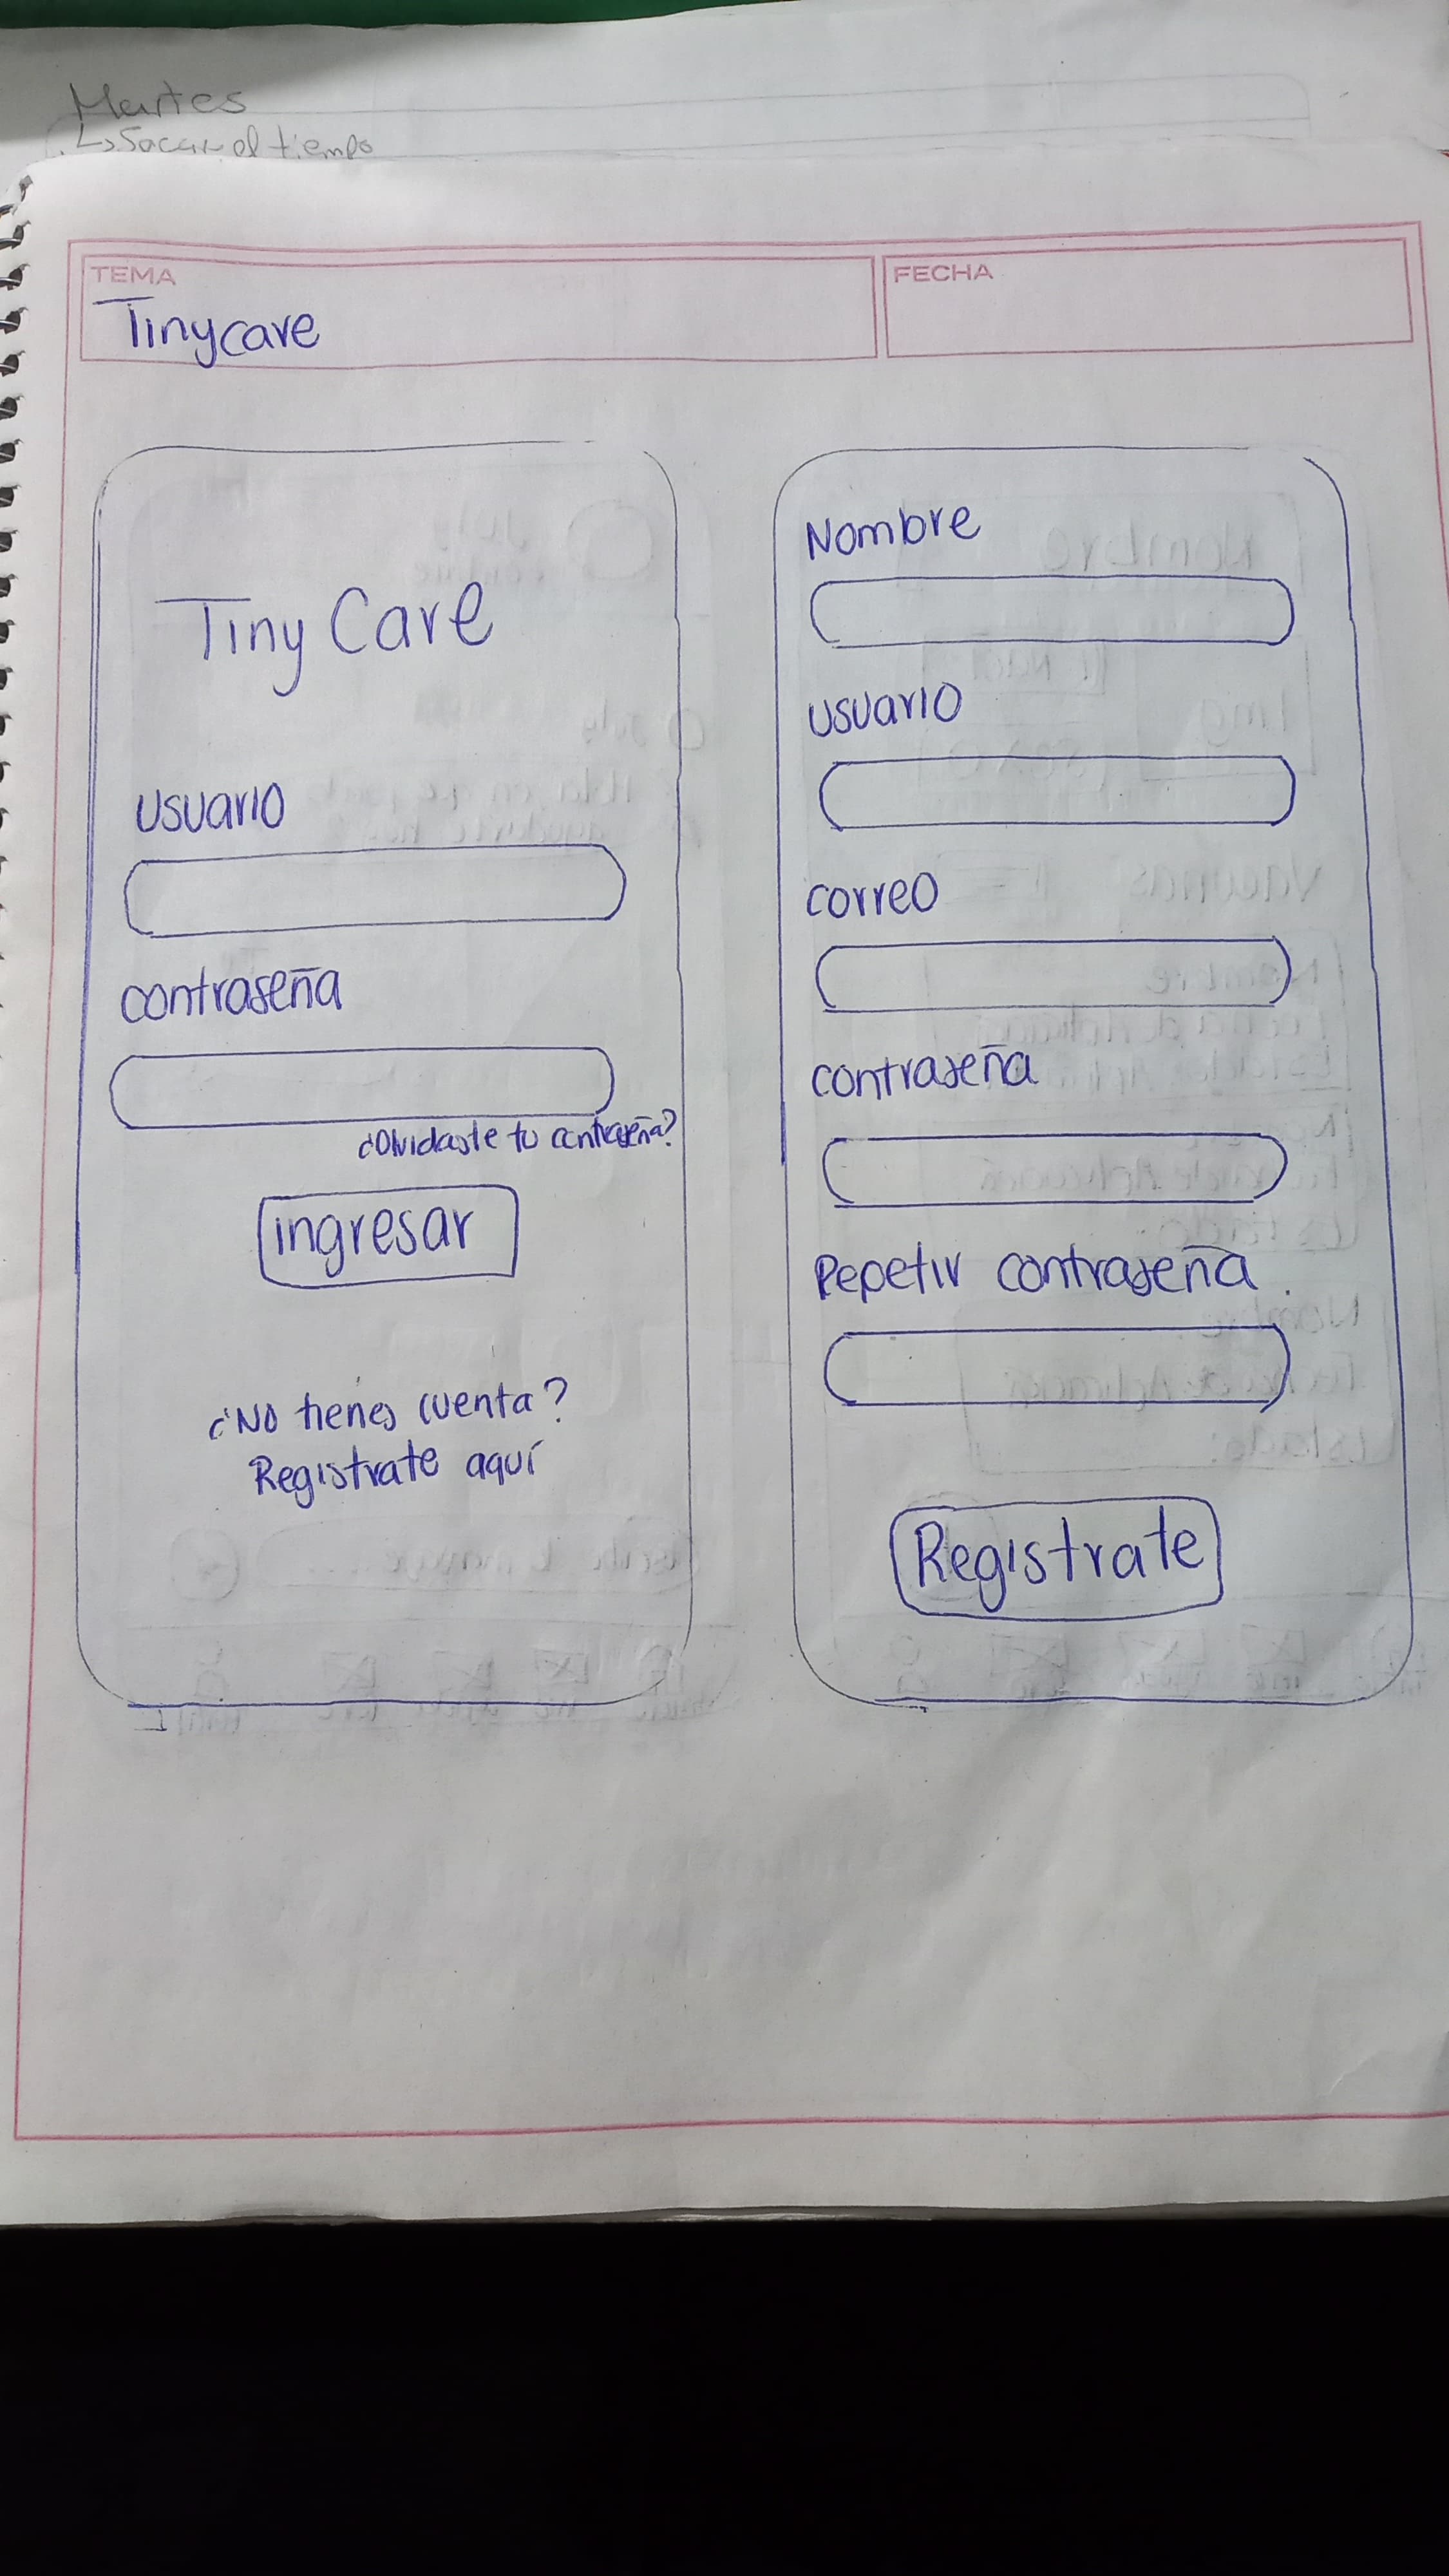 Martes
↳ Sacar el tiempo
TEMA
Tinycare
FECHA
Tiny Care
usuario
contraseña
¿Olvidaste tu contraseña?
ingresar
¿No tienes cuenta?
Registrate aquí
Nombre
usuario
correo
contraseña
Repetir contraseña
Registrate